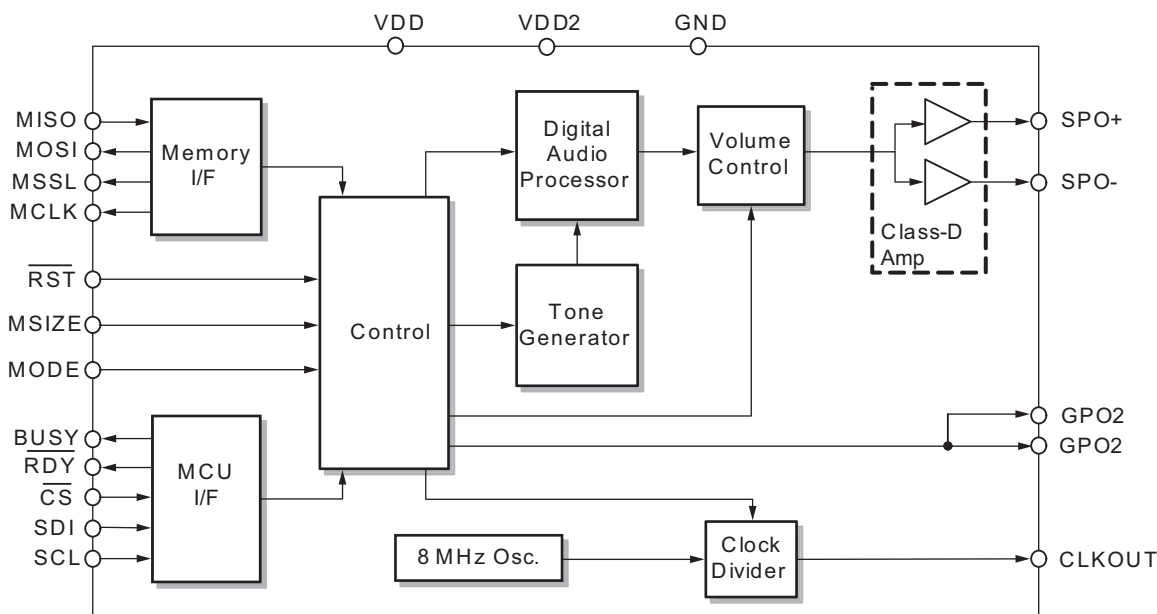 VDD
VDD2
GND
MISO
MOSI
MSSL
MCLK
Memory
I/F
RST
MSIZE
MODE
BUSY
RDY
CS
SDI
SCL
MCU
I/F
Control
Digital
Audio
Processor
Tone
Generator
Volume
Control
Class-D
Amp
8 MHz Osc.
Clock
Divider
SPO+
SPO-
GPO2
GPO2
CLKOUT